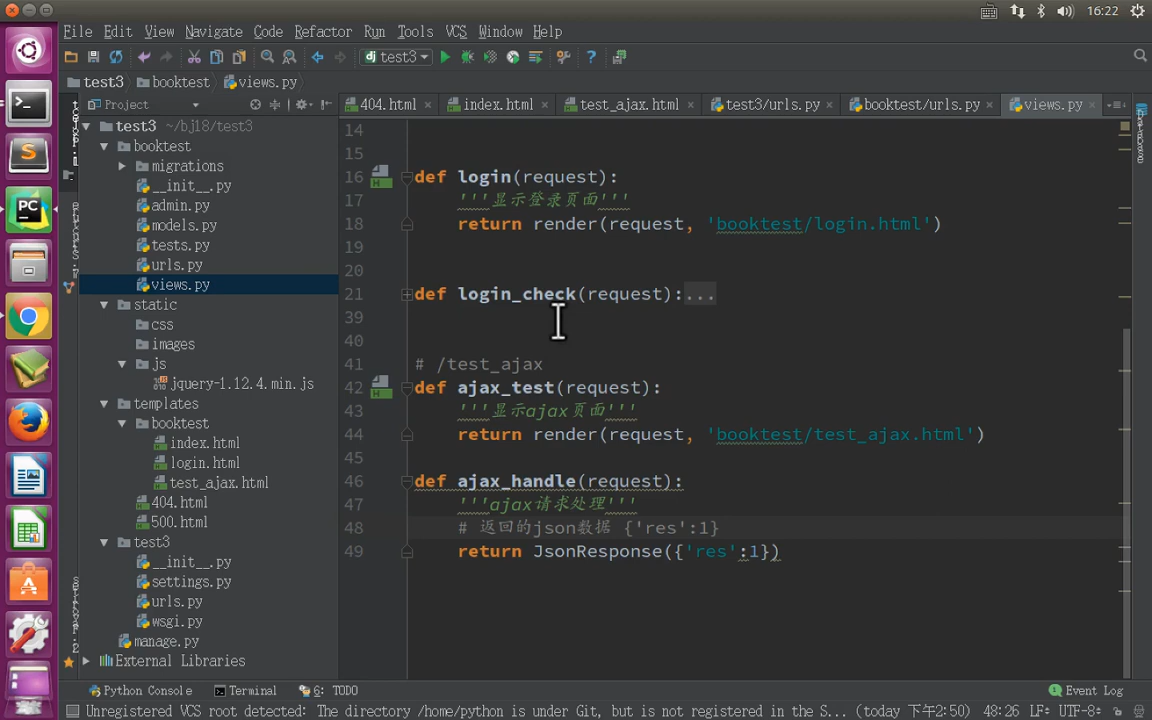 16:22
File Edit View Navigate Code Refactor Run Tools VCS Window Help
dj test3
test3 booktest views.py
Project 404.html index.html test_ajax.html test3/urls.py booktest/urls.py views.py
test3 ~/bj18/test3
booktest
migrations
__init__.py
admin.py
models.py
tests.py
urls.py
views.py
static
css
images
js
jquery-1.12.4.min.js
templates
booktest
index.html
login.html
test_ajax.html
404.html
500.html
test3
__init__.py
settings.py
urls.py
wsgi.py
manage.py
External Libraries
14
15
16 def login(request):
17 '''显示登录页面'''
18 return render(request, 'booktest/login.html')
19
20
21 def login_check(request):...
39
40
41 # /test_ajax
42 def ajax_test(request):
43 '''显示ajax页面'''
44 return render(request, 'booktest/test_ajax.html')
45
46 def ajax_handle(request):
47 '''ajax请求处理'''
48 # 返回的json数据 {'res':1}
49 return JsonResponse({'res':1})
Python Console Terminal 6: TODO Event Log
Unregistered VCS root detected: The directory /home/python is under Git, but is not registered in the S... (today 下午2:50) 48:26 LF÷ UTF-8÷